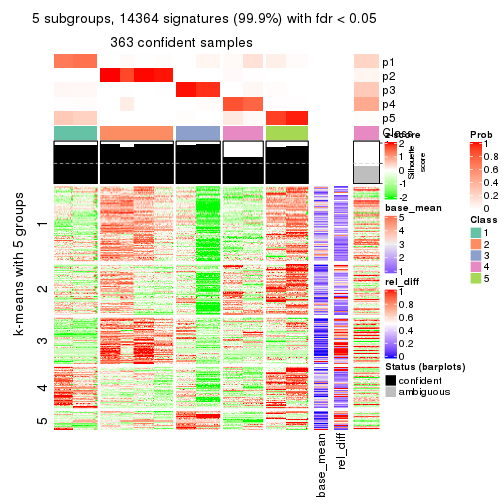 5 subgroups, 14364 signatures (99.9%) with fdr < 0.05
363 confident samples
p1
p2
p3
p4
p5
Class
k-means with 5 groups
1
2
3
4
5
base_mean
rel_diff
z-score
2
1
0
-1
-2
Silhouette
score
base_mean
5
4
3
2
1
rel_diff
1
0.8
0.6
0.4
0.2
0
Status (barplots)
confident
ambiguous
Prob
1
0.8
0.6
0.4
0.2
0
Class
1
2
3
4
5